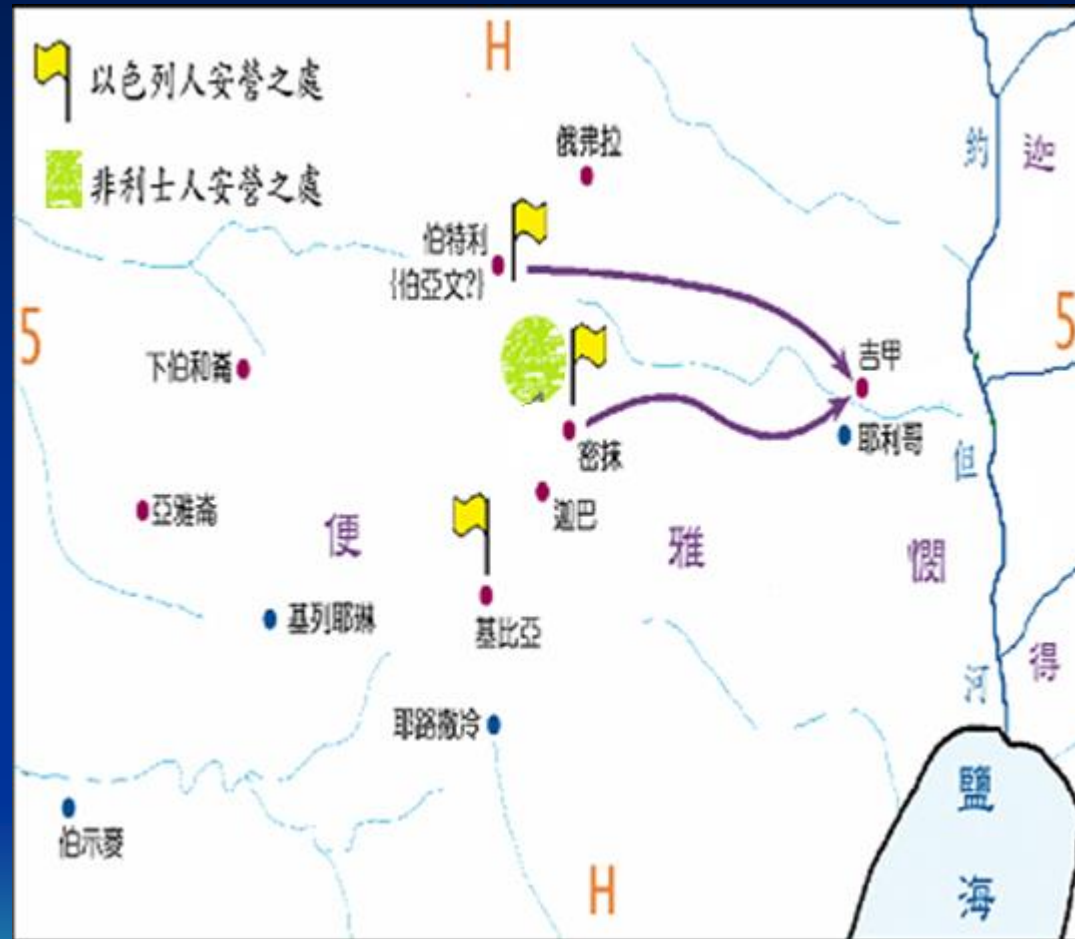 H
以色列人安營之處
非利士人安營之處
俄弗拉
約
迦
伯特利
{伯亞文?}
5
5
下伯和崙
吉甲
密抹
耶利哥
但
亞雅崙
迦巴
便
雅
憫
基列耶琳
基比亞
得
河
耶路撒冷
鹽
海
伯示麥
H